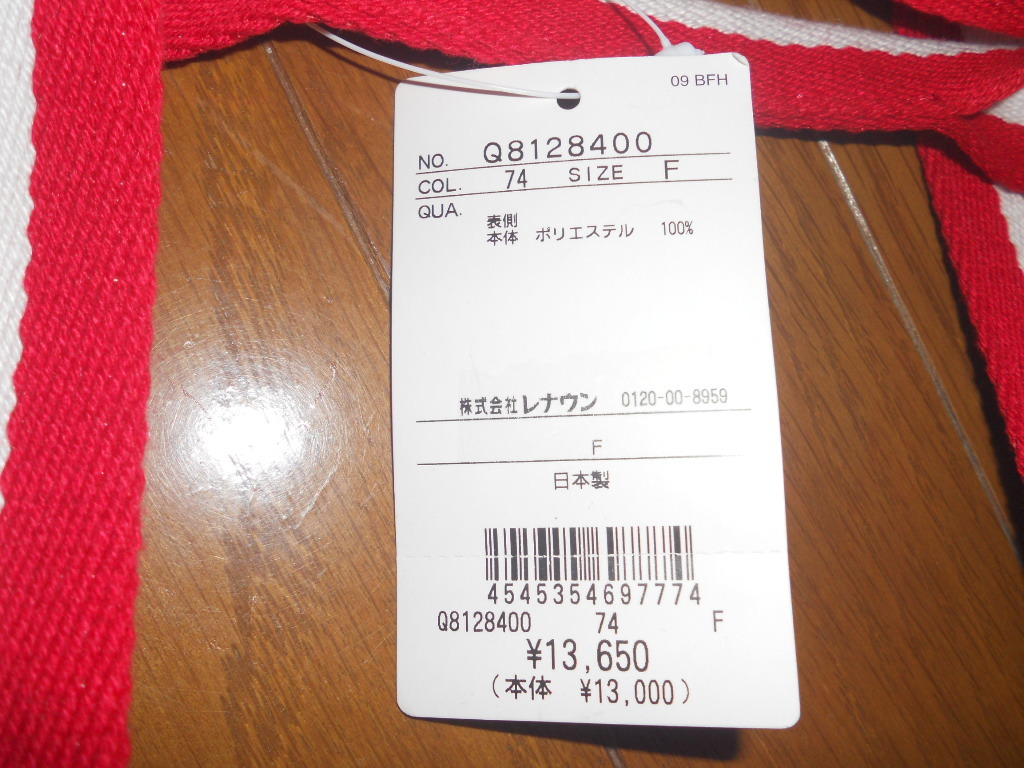 09 BFH
NO. Q8128400
COL. 74 SIZE F
QUA.
表側
本体 ポリエステル 100%
株式会社レナウン 0120-00-8959
F
日本製
4545354697774
Q8128400 74 F
¥13,650
(本体 ¥13,000)